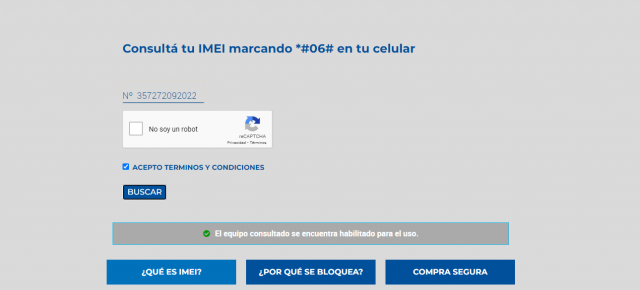 Consultá tu IMEI marcando *#06# en tu celular
Nº 357272092022
No soy un robot
reCAPTCHA
Privacidad - Términos
ACEPTO TERMINOS Y CONDICIONES
BUSCAR
El equipo consultado se encuentra habilitado para el uso.
¿QUÉ ES IMEI?
¿POR QUÉ SE BLOQUEA?
COMPRA SEGURA